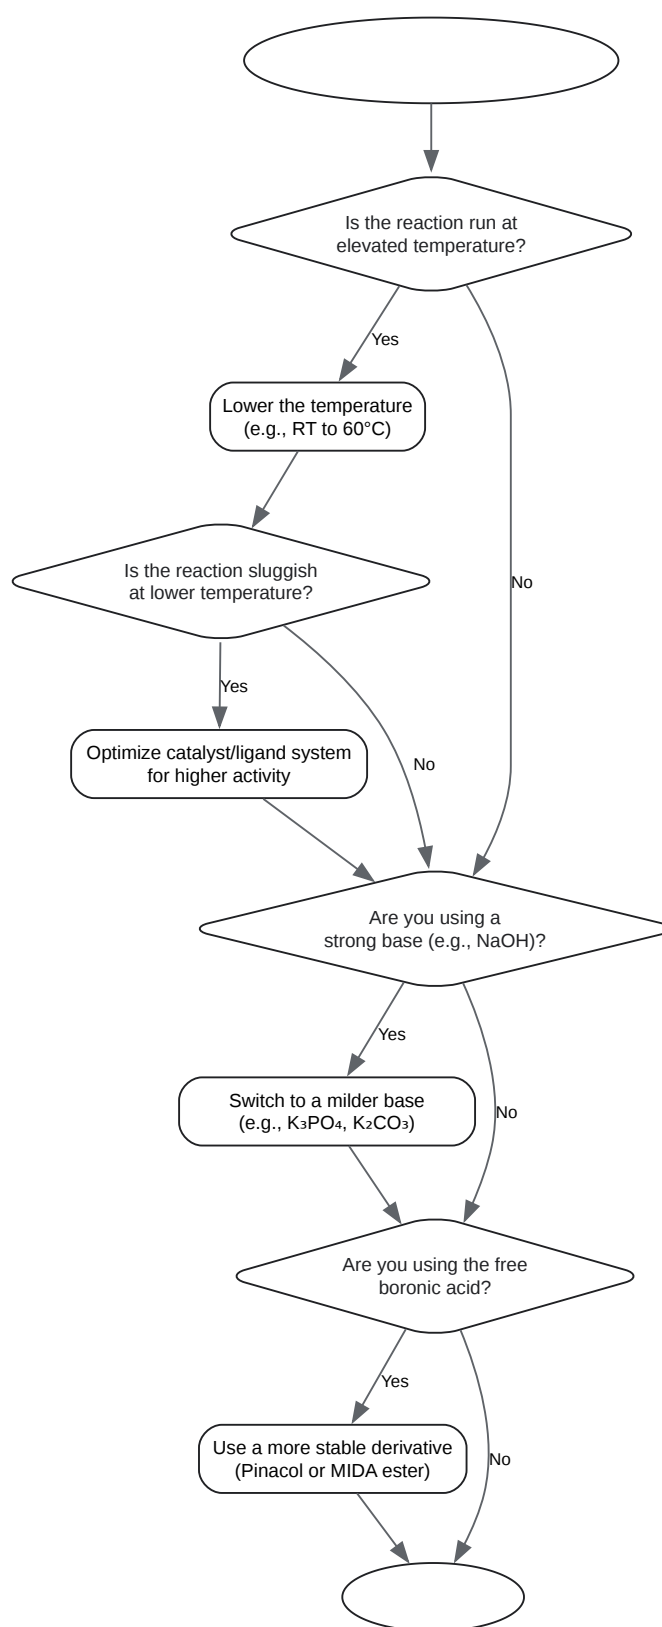 Is the reaction run at
elevated temperature?
Yes
Lower the temperature
(e.g., RT to 60°C)
Is the reaction sluggish
at lower temperature?
No
Yes
Optimize catalyst/ligand system
for higher activity
No
Are you using a
strong base (e.g., NaOH)?
Yes
Switch to a milder base
(e.g., K₃PO₄, K₂CO₃)
No
Are you using the free
boronic acid?
Yes
Use a more stable derivative
(Pinacol or MIDA ester)
No